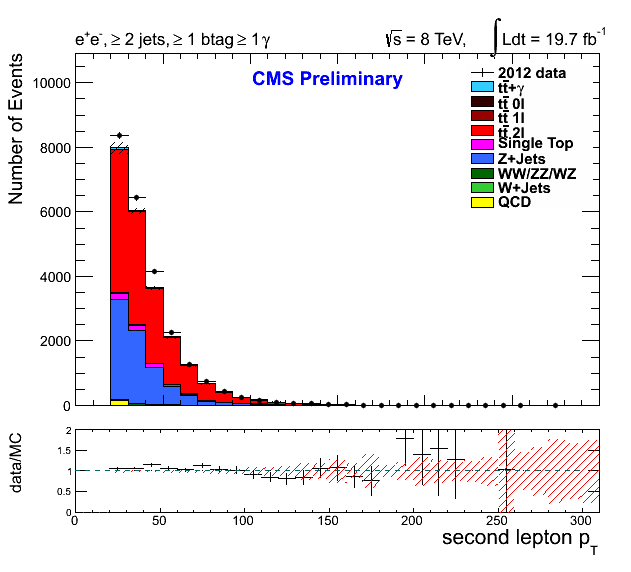 e⁺e⁻, ≥ 2 jets, ≥ 1 btag ≥ 1γ √s = 8 TeV, ∫ Ldt = 19.7 fb⁻¹
CMS Preliminary
Number of Events
10000
8000
6000
4000
2000
0
2012 data
tt̄+γ
tt̄ 0l
tt̄ 1l
tt̄ 2l
Single Top
Z+Jets
WW/ZZ/WZ
W+Jets
QCD
data/MC
2
1.5
1
0.5
0
0 50 100 150 200 250 300
second lepton p_T